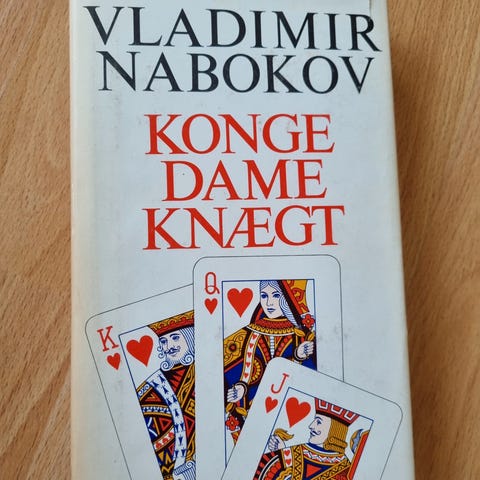 VLADIMIR
NABOKOV
KONGE
DAME
KNÆGT
Q
K
J